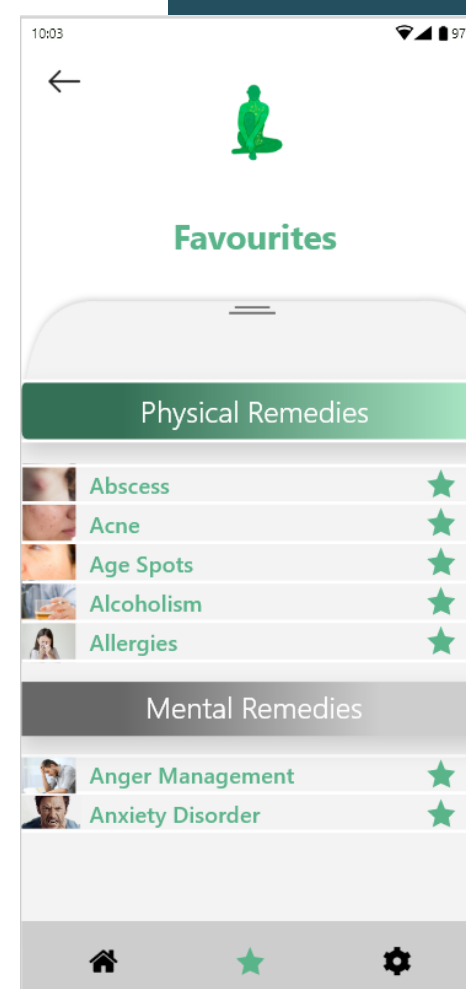 10:03
97
Favourites
Physical Remedies
Abscess
Acne
Age Spots
Alcoholism
Allergies
Mental Remedies
Anger Management
Anxiety Disorder